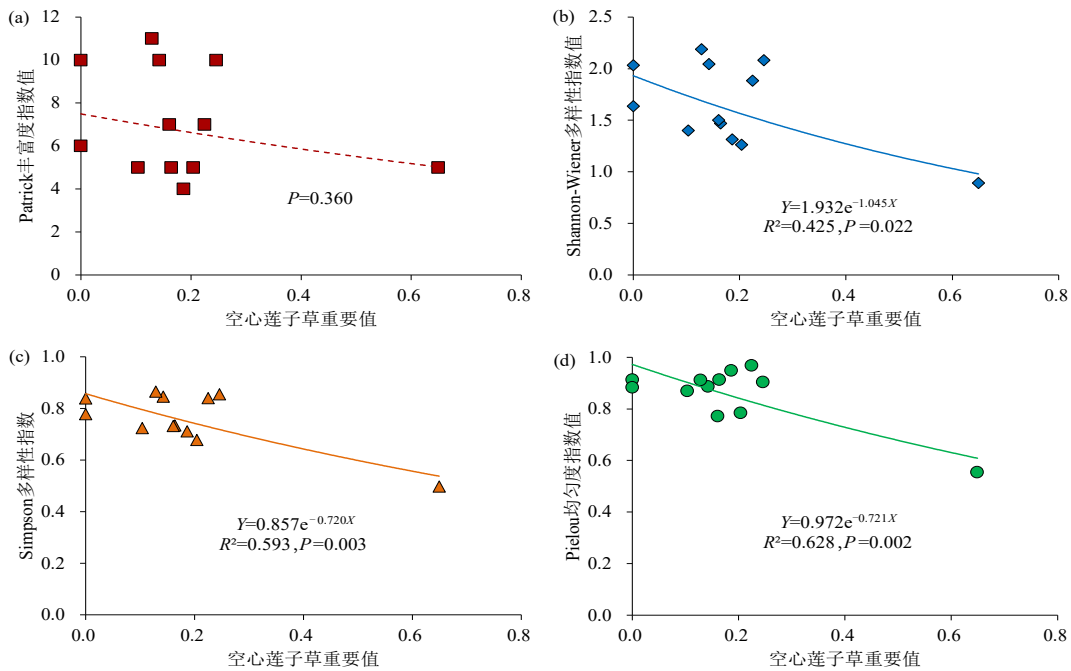 (a)
12
10
8
6
4
2
0
Patrick丰富度指数值
P=0.360
0.0 0.2 0.4 0.6 0.8
空心莲子草重要值
(b)
2.5
2.0
1.5
1.0
0.5
0.0
Shannon-Wiener多样性指数值
Y=1.932e−1.045X
R²=0.425,P=0.022
0.0 0.2 0.4 0.6 0.8
空心莲子草重要值
(c)
1.0
0.8
0.6
0.4
0.2
0.0
Simpson多样性指数
Y=0.857e−0.720X
R²=0.593,P=0.003
0.0 0.2 0.4 0.6 0.8
空心莲子草重要值
(d)
1.0
0.8
0.6
0.4
0.2
0.0
Pielou均匀度指数值
Y=0.972e−0.721X
R²=0.628,P=0.002
0.0 0.2 0.4 0.6 0.8
空心莲子草重要值